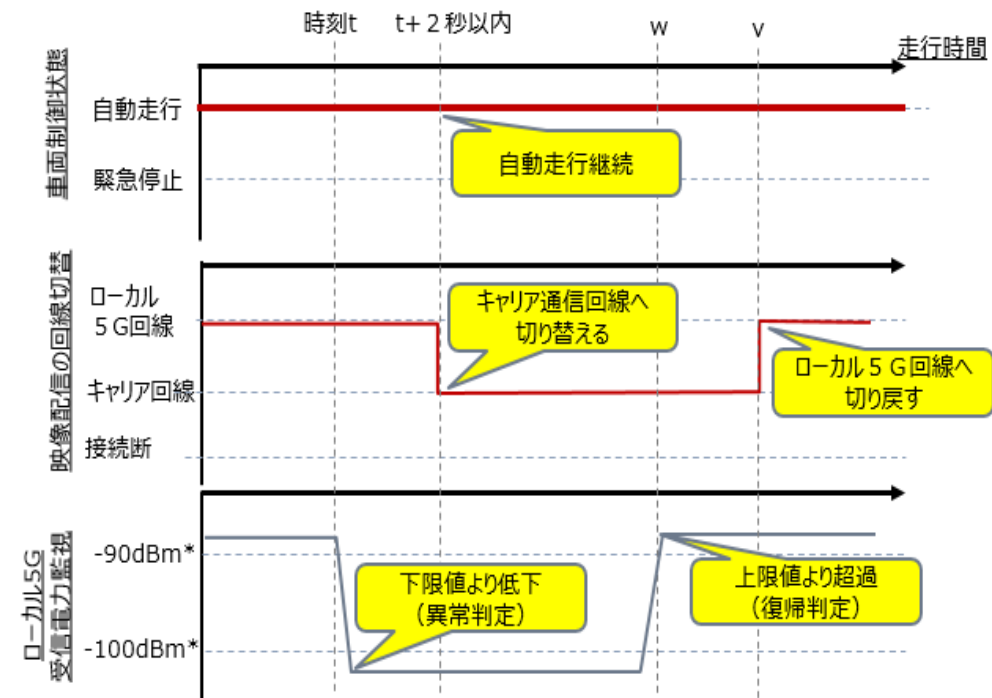 時刻t
t+２秒以内
w
v
走行時間
車両制御状態
自動走行
緊急停止
自動走行継続
映像配信の回線切替
ローカル
５G回線
キャリア回線
接続断
キャリア通信回線へ
切り替える
ローカル５G回線へ
切り戻す
ローカル5G
受信電力監視
-90dBm*
-100dBm*
下限値より低下
（異常判定）
上限値より超過
（復帰判定）